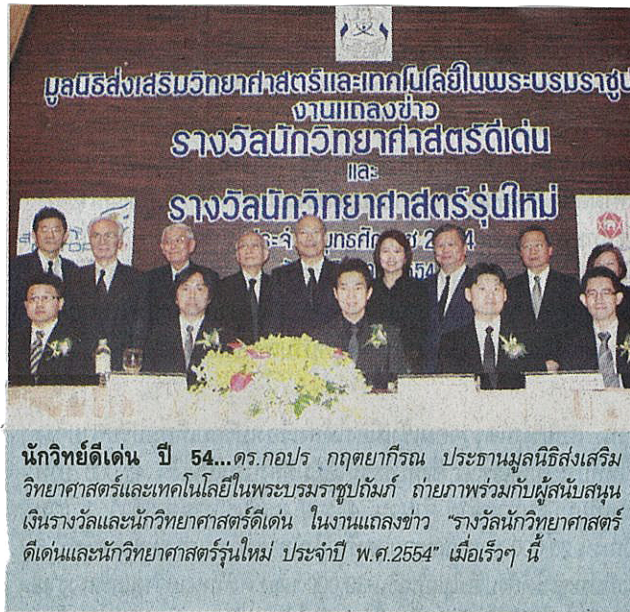 มูลนิธิส่งเสริมวิทยาศาสตร์และเทคโนโลยีในพระบรมราชูป
งานแถลงข่าว
รางวัลนักวิทยาศาสตร์ดีเด่น
และ
รางวัลนักวิทยาศาสตร์รุ่นใหม่
นักวิทย์ดีเด่น ปี 54...ดร.กอปร กฤตยากีรณ ประธานมูลนิธิส่งเสริม
วิทยาศาสตร์และเทคโนโลยีในพระบรมราชูปถัมภ์ ถ่ายภาพร่วมกับผู้สนับสนุน
เงินรางวัลและนักวิทยาศาสตร์ดีเด่น ในงานแถลงข่าว “รางวัลนักวิทยาศาสตร์
ดีเด่นและนักวิทยาศาสตร์รุ่นใหม่ ประจำปี พ.ศ.2554” เมื่อเร็วๆ นี้